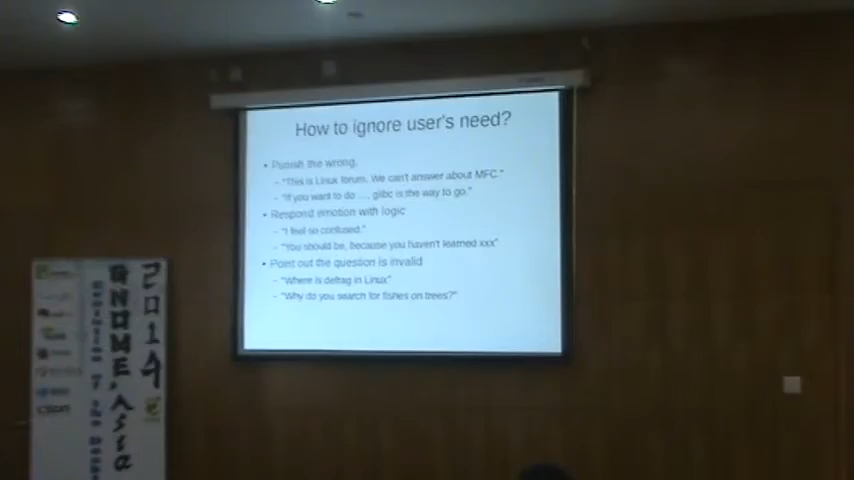 How to ignore user's need?
• Punish the wrong.
– "This is Linux forum. We can't answer about MFC."
– "If you want to do …, glibc is the way to go."
• Respond emotion with logic
– "I feel so confused."
– "You should be, because you haven't learned xxx"
• Point out the question is invalid
– "Where is defrag in Linux"
– "Why do you search for fishes on trees?"
2014
GNOME.Asia